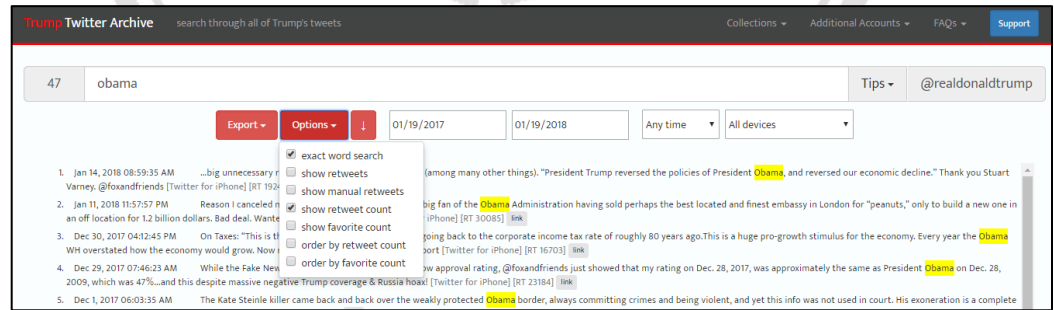 Trump Twitter Archive search through all of Trump's tweets Collections Additional Accounts FAQs Support
47 obama Tips @realdonaldtrump
Export Options ↓ 01/19/2017 01/19/2018 Any time All devices
exact word search
show retweets
show manual retweets
show retweet count
show favorite count
order by retweet count
order by favorite count
1. Jan 14, 2018 08:59:35 AM ...big unnecessary (among many other things). "President Trump reversed the policies of President Obama, and reversed our economic decline." Thank you Stuart
Varney. @foxandfriends [Twitter for iPhone] [RT
2. Jan 11, 2018 11:57:57 PM Reason I canceled big fan of the Obama Administration having sold perhaps the best located and finest embassy in London for "peanuts," only to build a new one in
an off location for 1.2 billion dollars. Bad deal. iPhone] [RT 30085] link
3. Dec 30, 2017 04:12:45 PM On Taxes: "This is going back to the corporate income tax rate of roughly 80 years ago.This is a huge pro-growth stimulus for the economy. Every year the Obama
WH overstated how the economy would grow. Now [Twitter for iPhone] [RT 16703] link
4. Dec 29, 2017 07:46:23 AM While the Fake approval rating, @foxandfriends just showed that my rating on Dec. 28, 2017, was approximately the same as President Obama on Dec. 28,
2009, which was 47%...and this despite massive negative Trump coverage & Russia hoax! [Twitter for iPhone] [RT 23184] link
5. Dec 1, 2017 06:03:35 AM The Kate Steinle killer came back and back over the weakly protected Obama border, always committing crimes and being violent, and yet this info was not used in court. His exoneration is a complete